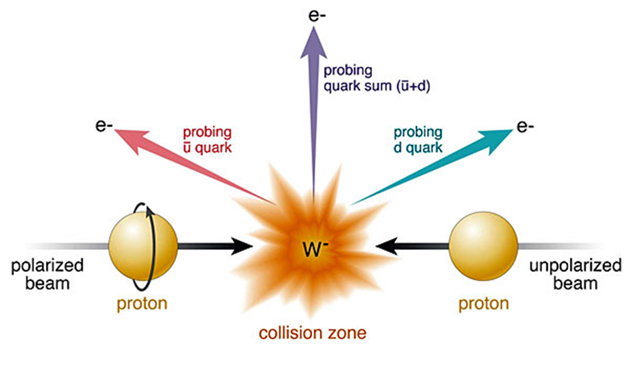 e-
probing
quark sum (ū+d)
e-
probing
ū quark
probing
d quark
e-
W-
polarized
beam
proton
collision zone
proton
unpolarized
beam